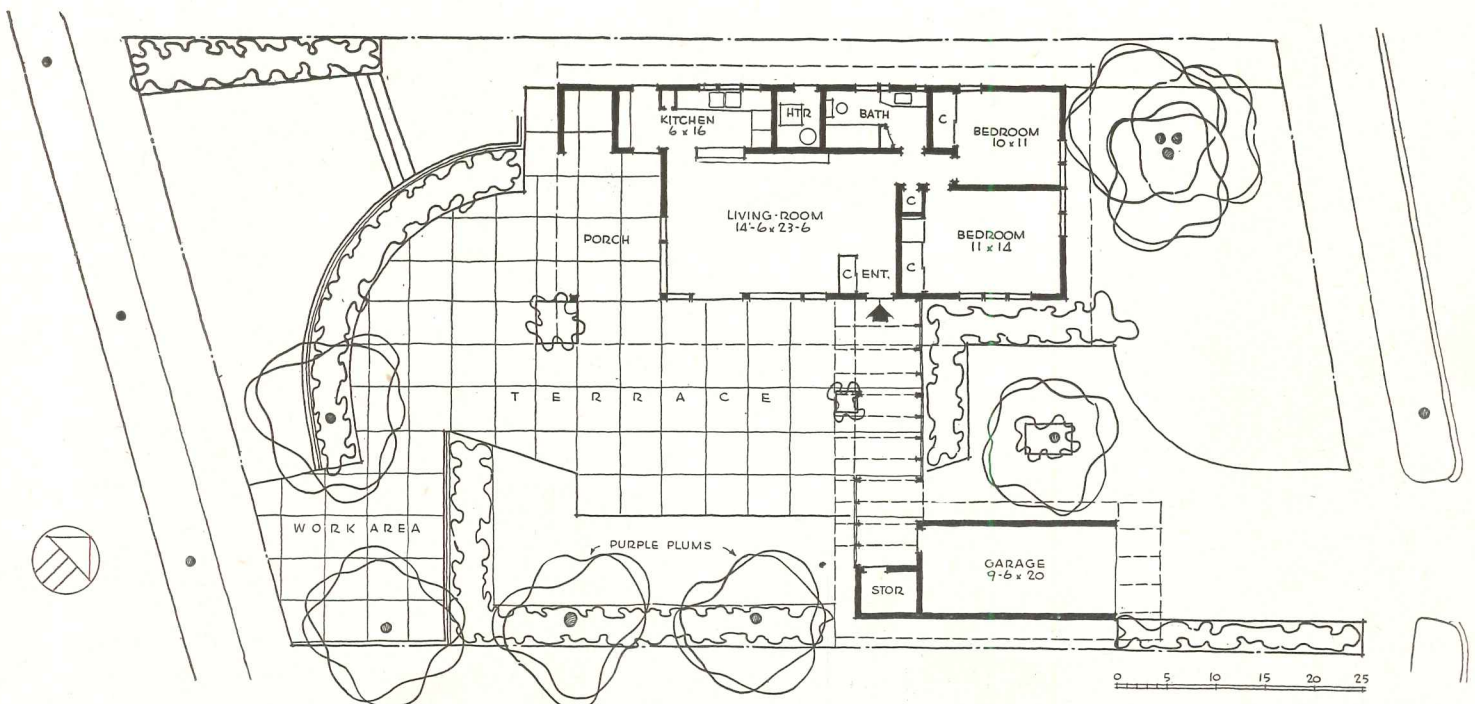 KITCHEN
6 x 16
HTR
BATH
C
BEDROOM
10 x 11
LIVING-ROOM
14'-6 x 23-6
C
BEDROOM
11 x 14
C
C
ENT.
PORCH
TERRACE
WORK AREA
PURPLE PLUMS
GARAGE
9-6 x 20
STOR
0 5 10 15 20 25